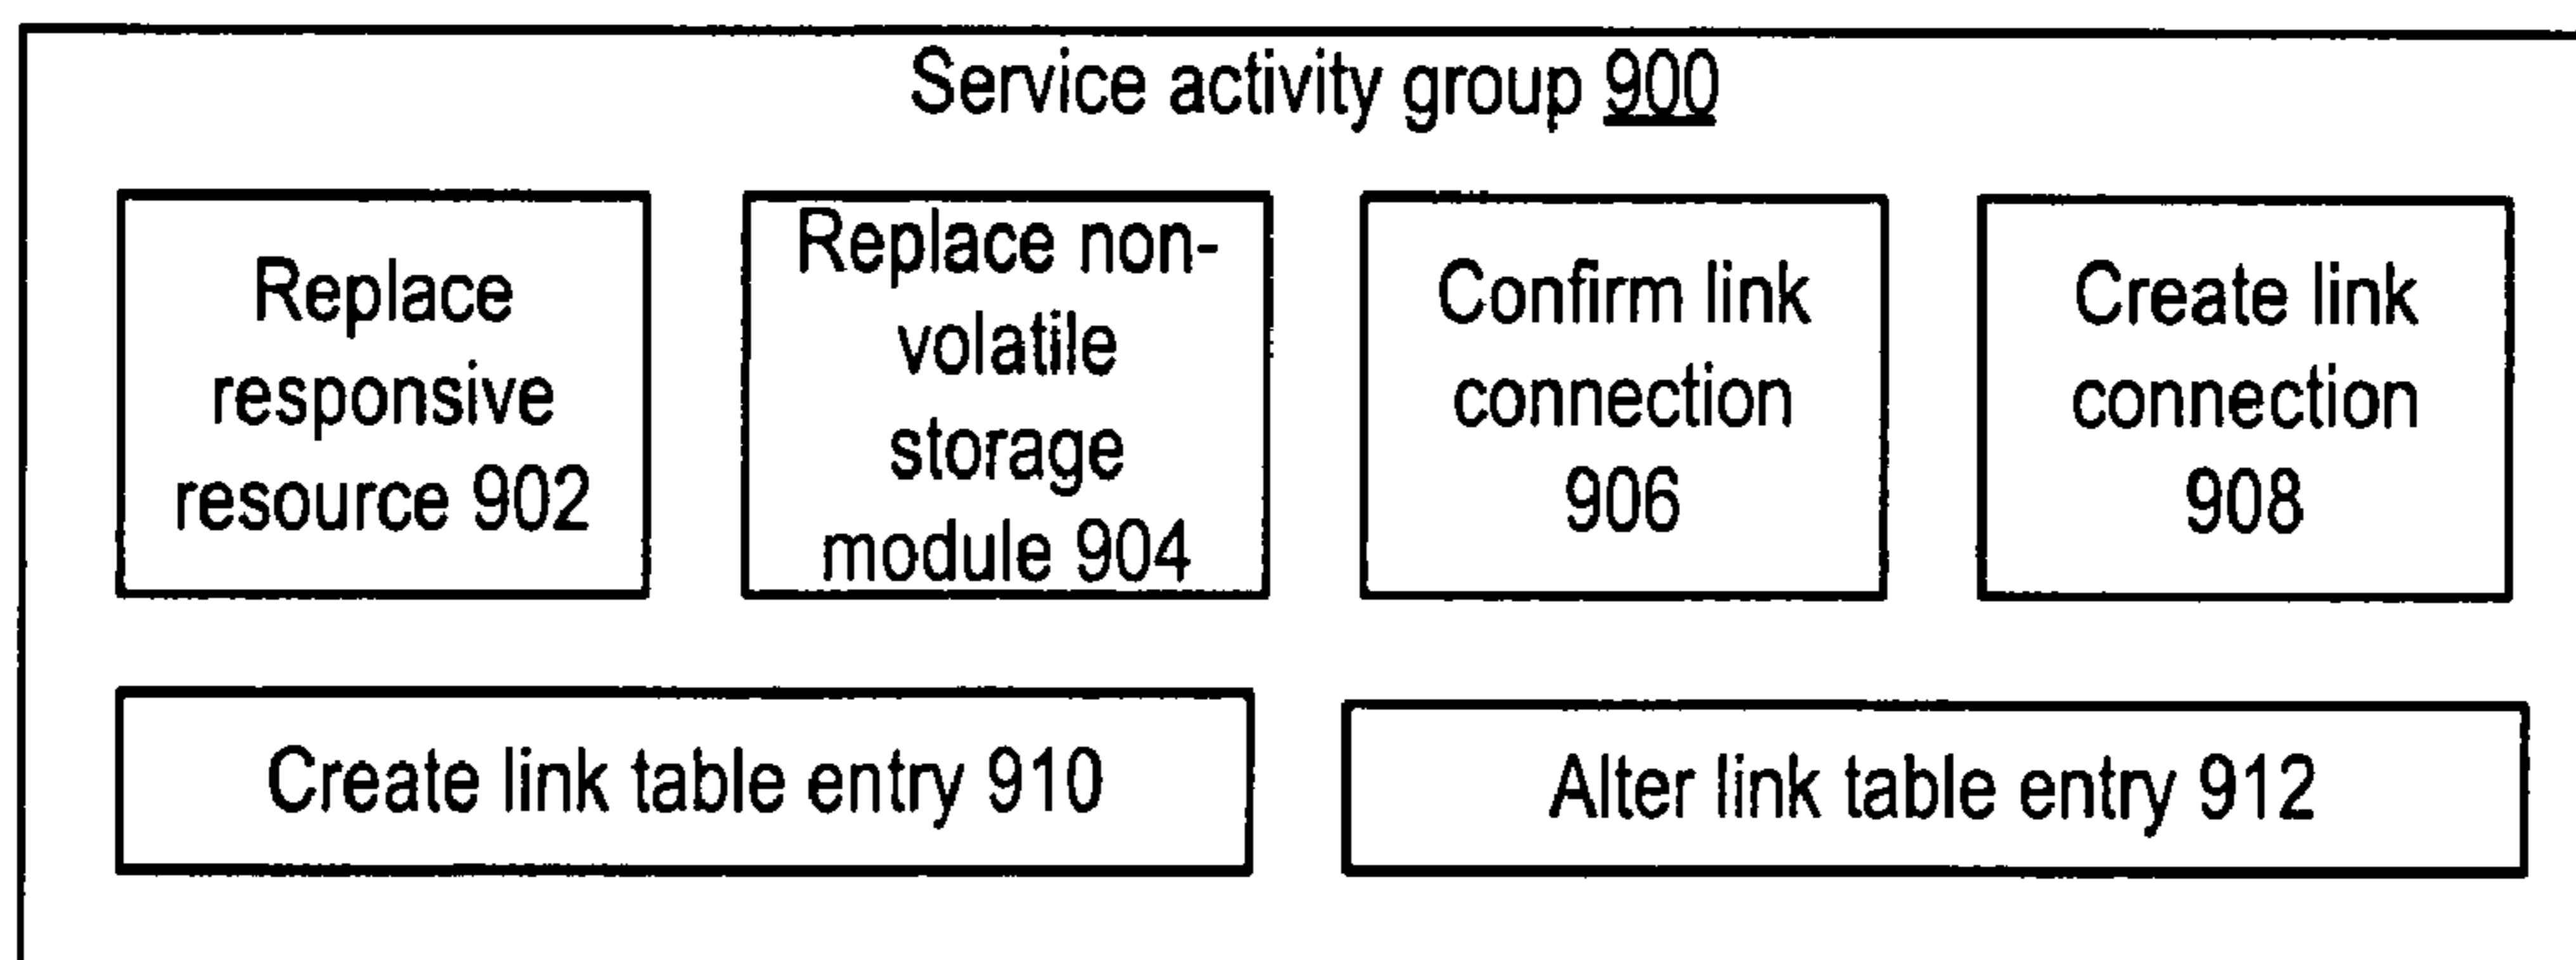 Service activity group 900
Replace
responsive
resource 902
Replace non-
volatile
storage
module 904
Confirm link
connection
906
Create link
connection
908
Create link table entry 910
Alter link table entry 912